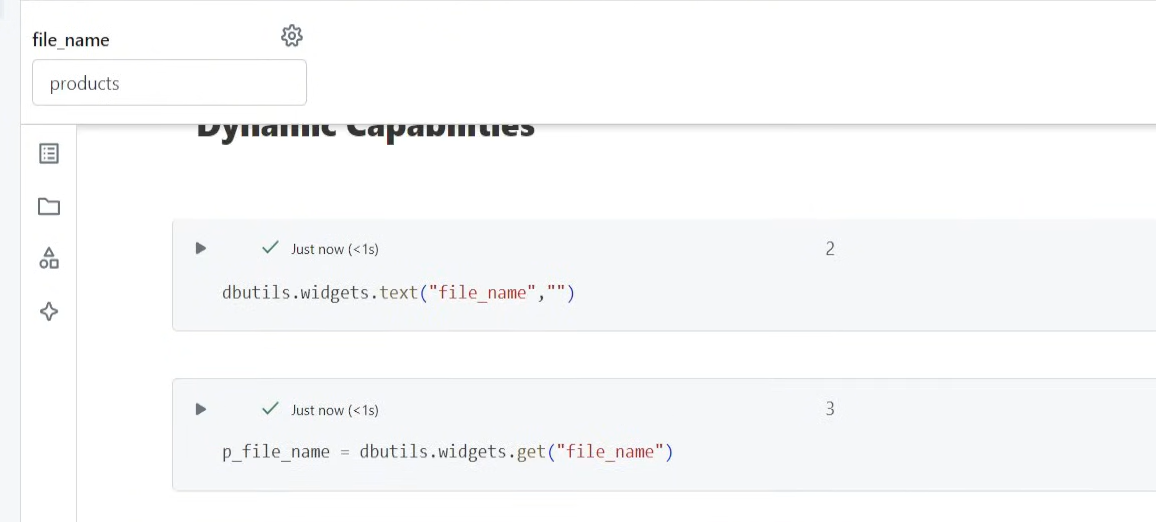 file_name
products
Dynamic Capabilities
Just now (<1s)
2
dbutils.widgets.text("file_name","")
Just now (<1s)
3
p_file_name = dbutils.widgets.get("file_name")